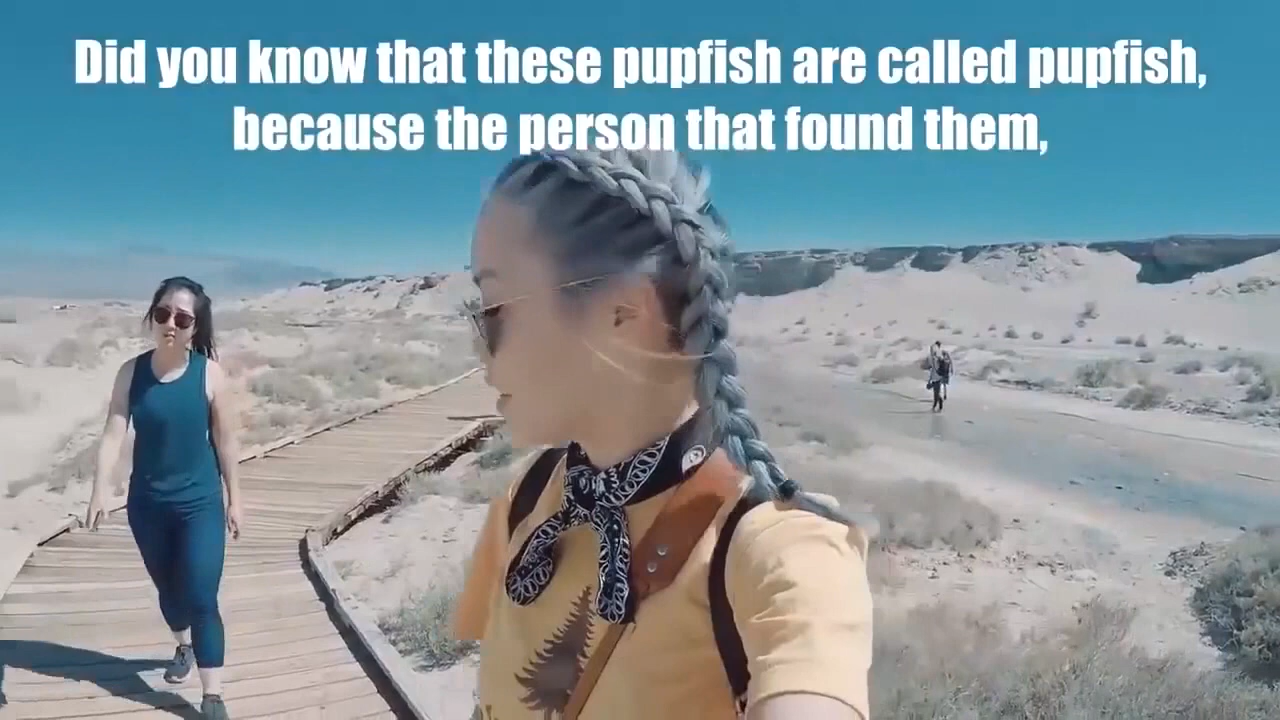 Did you know that these pupfish are called pupfish,
because the person that found them,